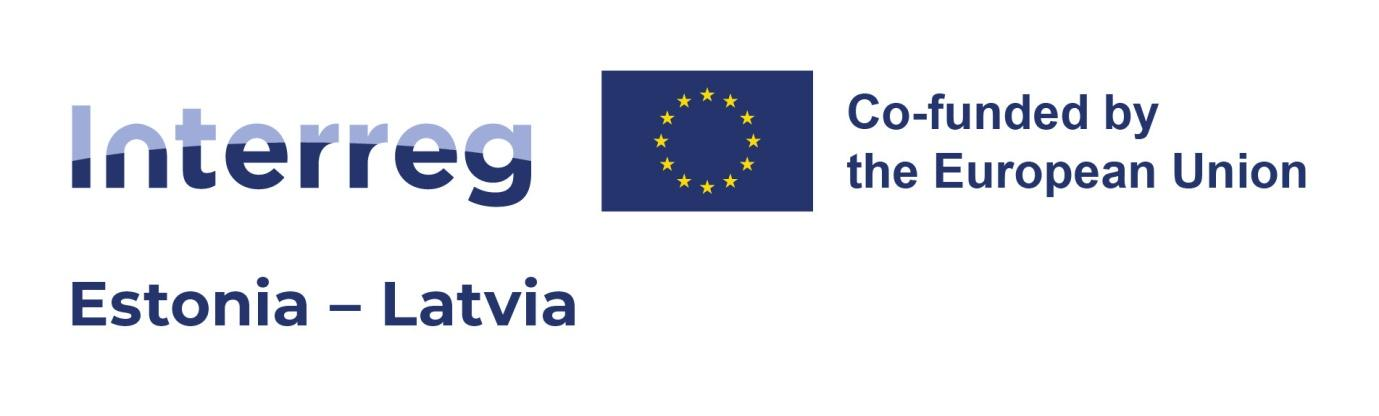 Interreg
Co-funded by
the European Union
Estonia – Latvia